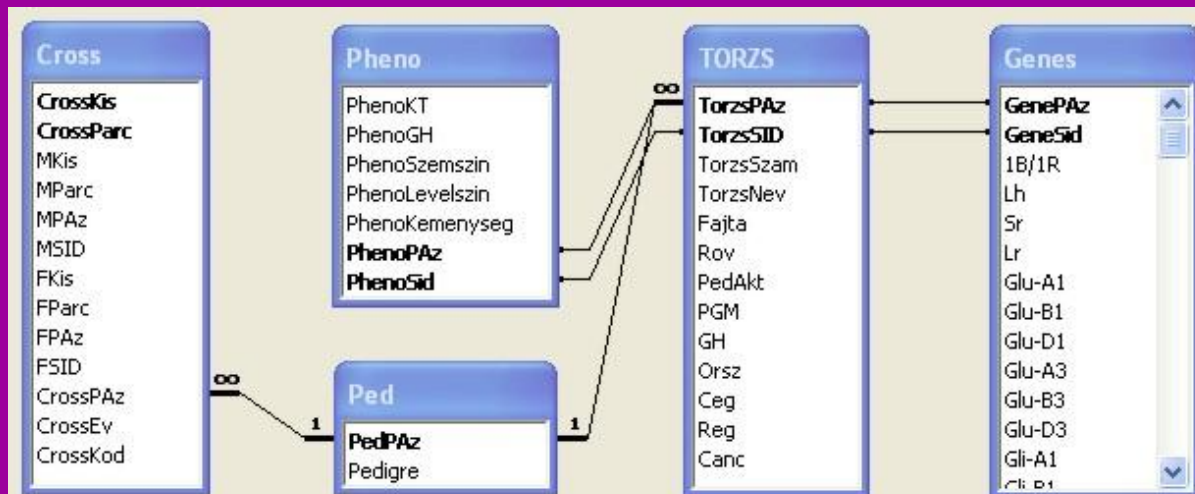 Cross
CrossKis
CrossParc
MKis
MParc
MPAz
MSID
FKis
FParc
FPAz
FSID
CrossPAz
CrossEv
CrossKod
∞
1
Pheno
PhenoKT
PhenoGH
PhenoSzemszin
PhenoLevelszin
PhenoKemenyseg
PhenoPAz
PhenoSid
Ped
PedPAz
Pedigre
1
∞
TORZS
TorzsPAz
TorzsSID
TorzsSzam
TorzsNev
Fajta
Rov
PedAkt
PGM
GH
Orsz
Ceg
Reg
Canc
Genes
GenePAz
GeneSid
1B/1R
Lh
Sr
Lr
Glu-A1
Glu-B1
Glu-D1
Glu-A3
Glu-B3
Glu-D3
Gli-A1
Gli-B1